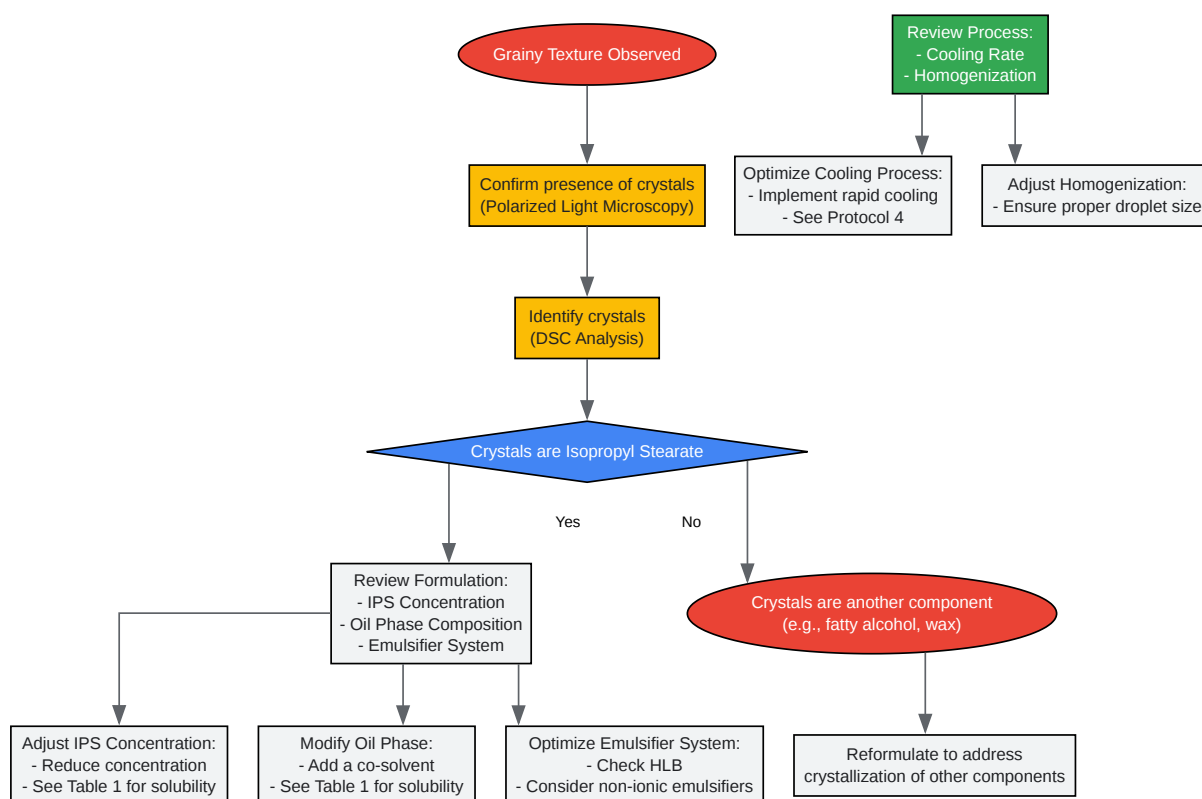 Grainy Texture Observed
Review Process:
- Cooling Rate
- Homogenization
Confirm presence of crystals
(Polarized Light Microscopy)
Optimize Cooling Process:
- Implement rapid cooling
- See Protocol 4
Adjust Homogenization:
- Ensure proper droplet size
Identify crystals
(DSC Analysis)
Crystals are Isopropyl Stearate
Yes
No
Review Formulation:
- IPS Concentration
- Oil Phase Composition
- Emulsifier System
Crystals are another component
(e.g., fatty alcohol, wax)
Adjust IPS Concentration:
- Reduce concentration
- See Table 1 for solubility
Modify Oil Phase:
- Add a co-solvent
- See Table 1 for solubility
Optimize Emulsifier System:
- Check HLB
- Consider non-ionic emulsifiers
Reformulate to address
crystallization of other components